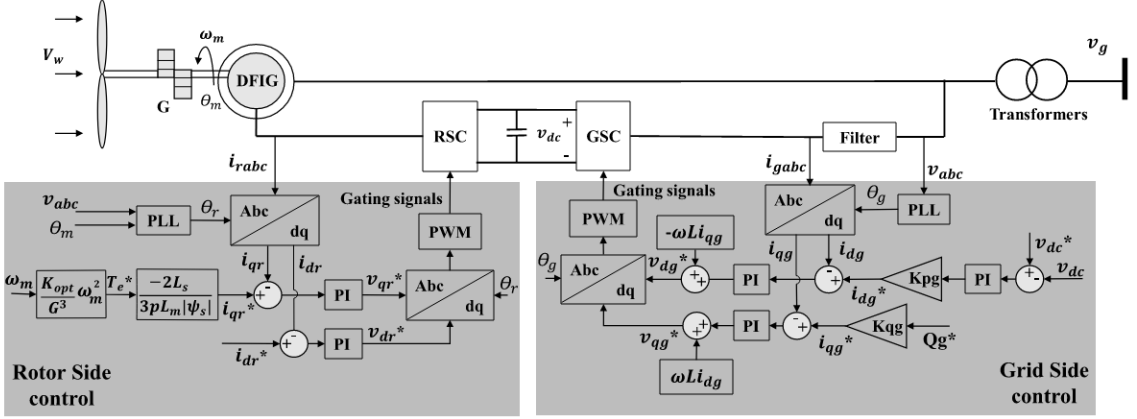 V_w
G
ω_m
θ_m
DFIG
RSC
v_dc
+
-
GSC
Filter
Transformers
v_g
i_rabc
i_gabc
v_abc
v_abc
θ_m
PLL
θ_r
Abc
dq
i_qr
i_dr
Gating signals
PWM
ω_m
K_opt/G^3 ω_m^2
T_e*
-2L_s/3pL_m|ψ_s|
i_qr*
+
-
PI
v_qr*
Abc
dq
θ_r
i_dr*
+
-
PI
v_dr*
Rotor Side
control
Gating signals
PWM
θ_g
Abc
dq
-ωLi_qg
v_dg*
+
+
PI
Abc
dq
θ_g
PLL
i_qg
i_dg
-
+
i_dg*
Kpg
PI
+
-
v_dc*
v_dc
v_qg*
+
+
PI
-
+
i_qg*
Kqg
Qg*
ωLi_dg
Grid Side
control